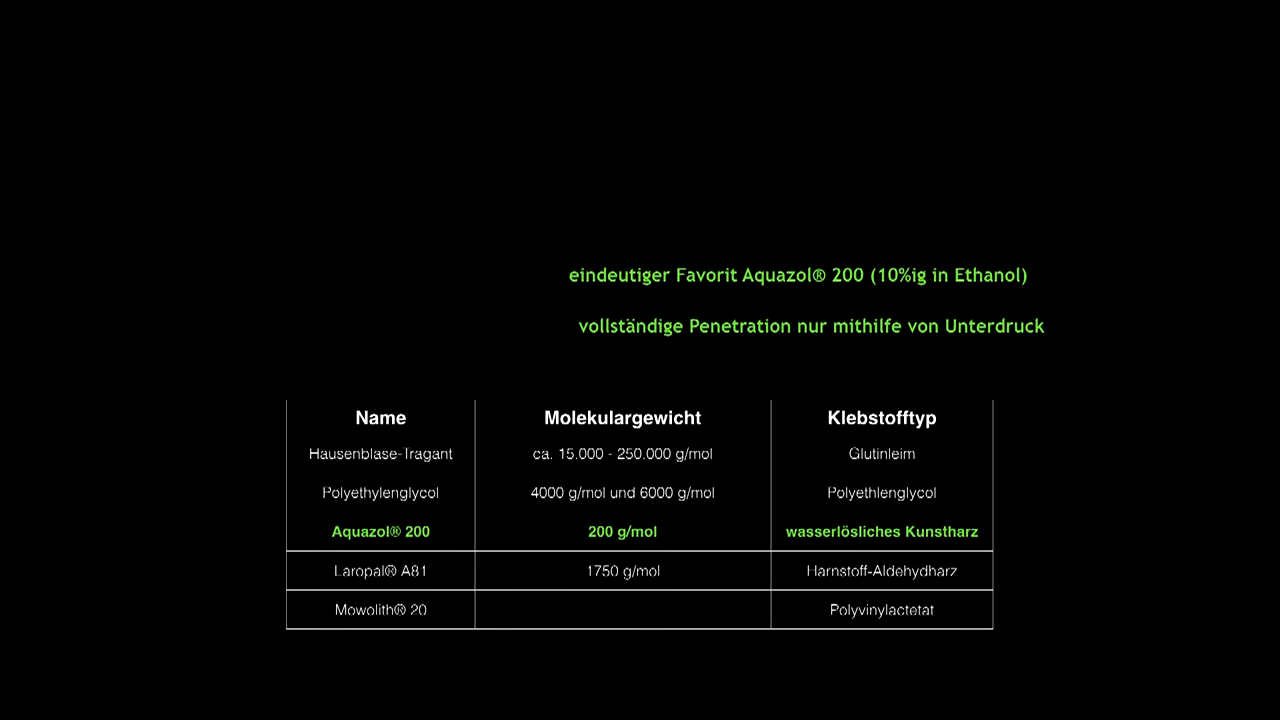 eindeutiger Favorit Aquazol® 200 (10%ig in Ethanol)
vollständige Penetration nur mithilfe von Unterdruck
Name Molekulargewicht Klebstofftyp
Hausenblase-Tragant ca. 15.000 - 250.000 g/mol Glutinleim
Polyethylenglycol 4000 g/mol und 6000 g/mol Polyethlenglycol
Aquazol® 200 200 g/mol wasserlösliches Kunstharz
Laropal® A81 1750 g/mol Harnstoff-Aldehydharz
Mowolith® 20 Polyvinylactetat